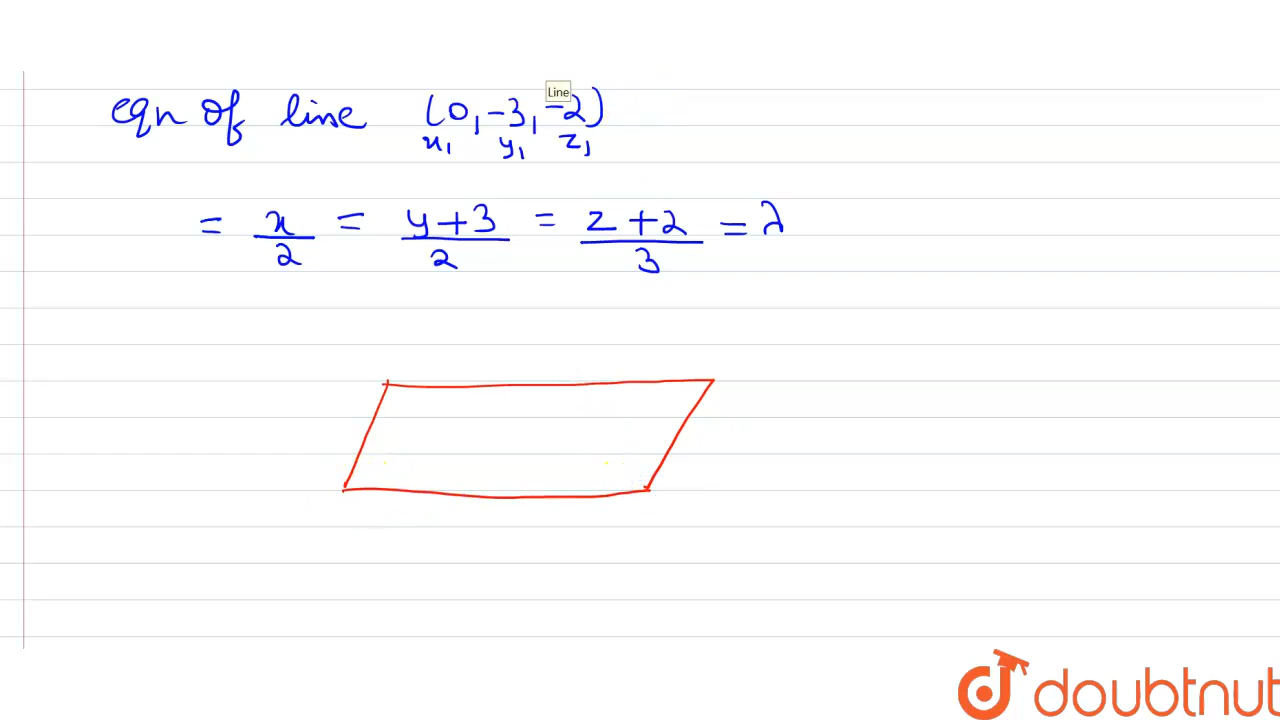 Line
eqn of line (0, -3, -2)
x₁ y₁ z₁
= x/2 = y+3/2 = z+2/3 = λ
doubtnut